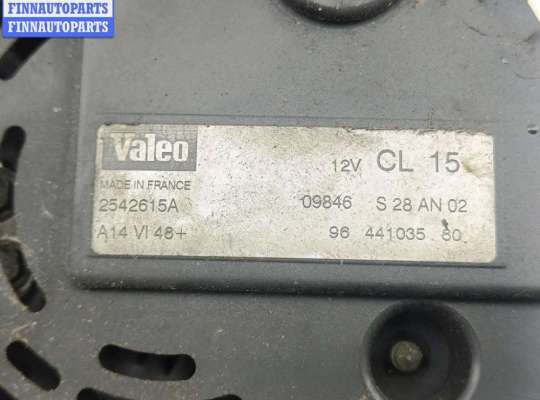 FINNAUTOPARTS
FINNAUTOPARTS
Valeo 12V CL 15
MADE IN FRANCE
2542615A 09846 S 28 AN 02
A14 VI 48+ 96 441035 80